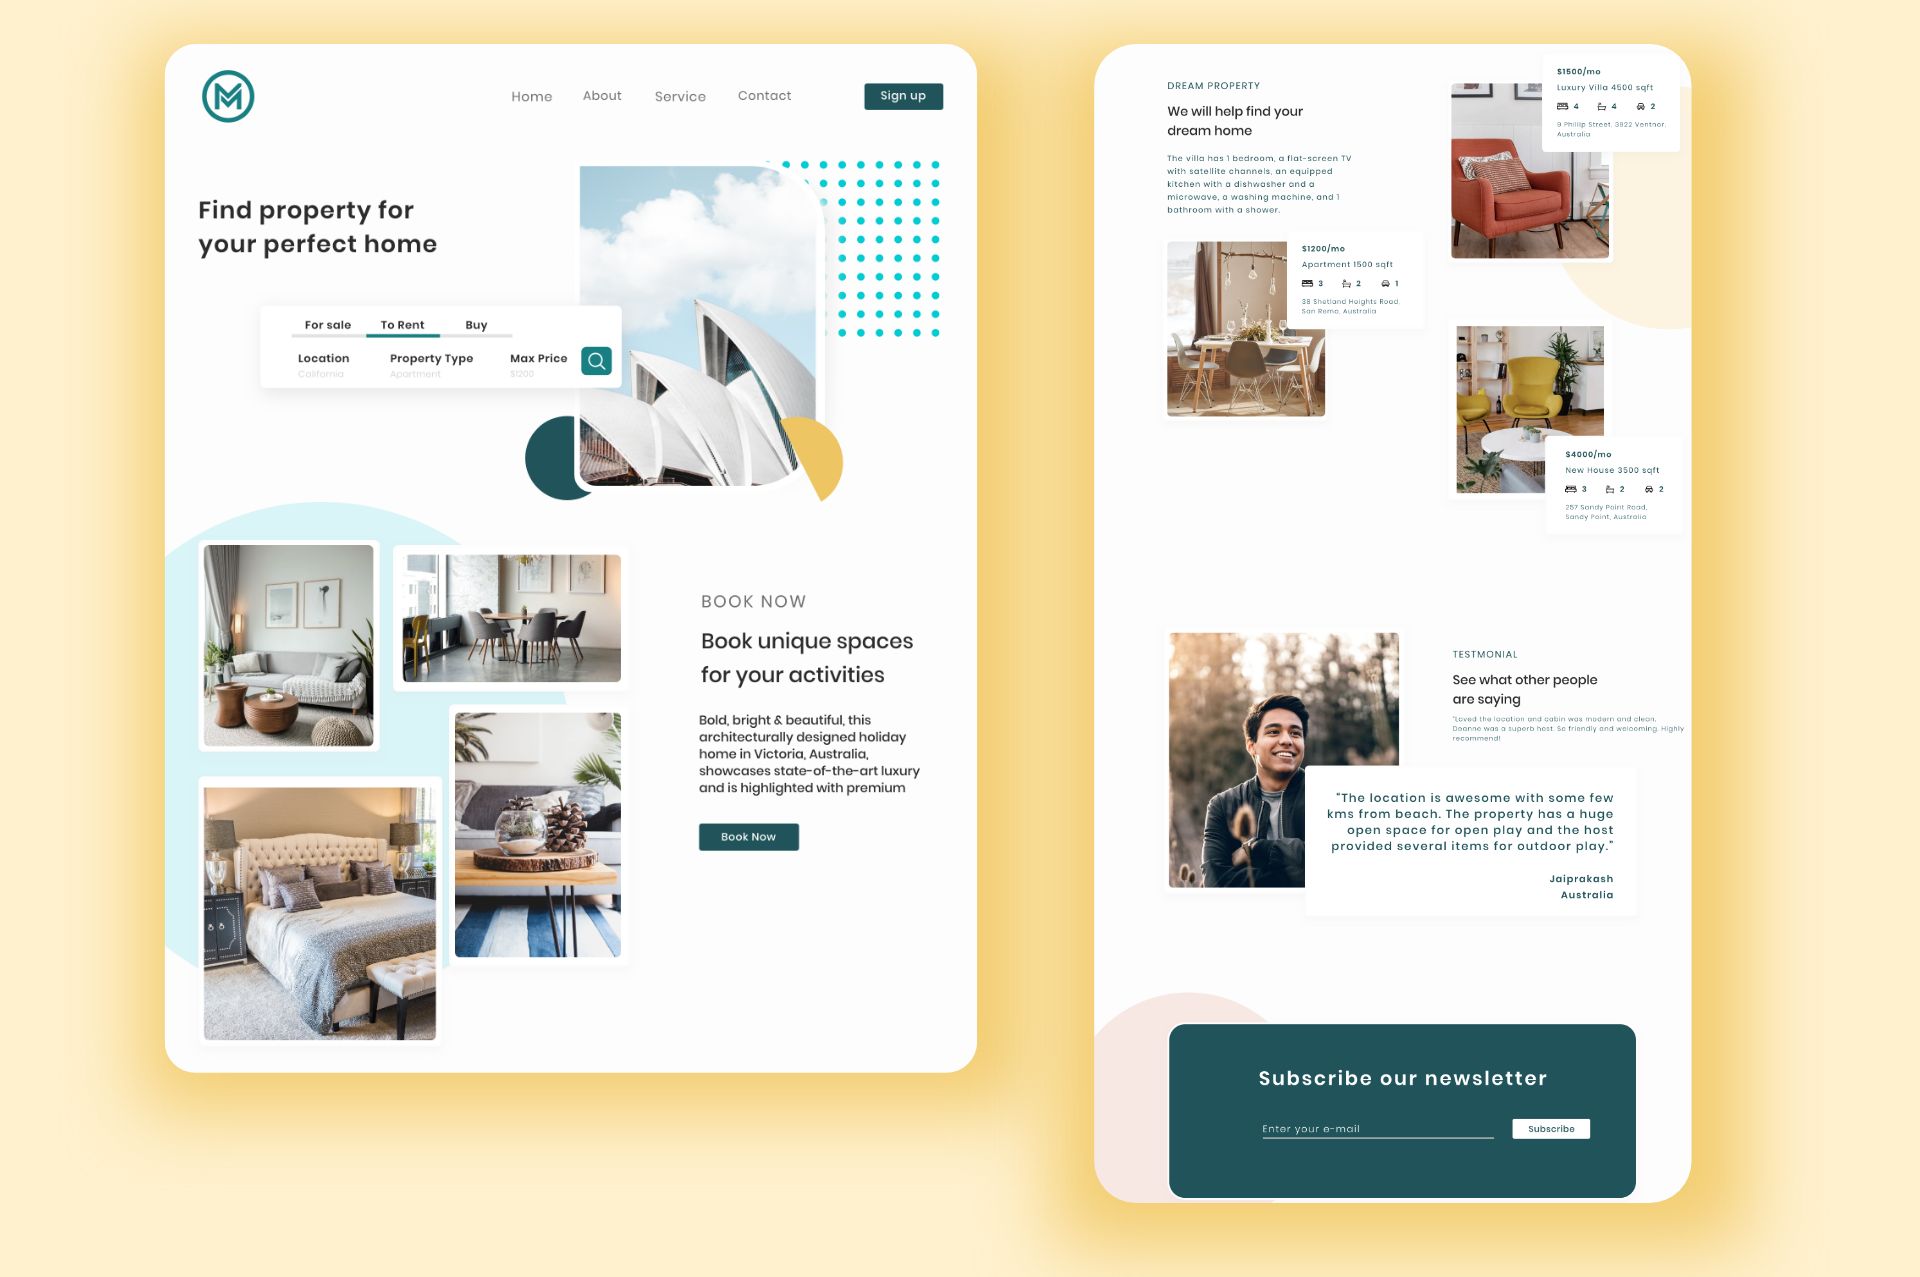 M
Home
About
Service
Contact
Sign up
Find property for
your perfect home
For sale
To Rent
Buy
Location
Property Type
Max Price
California
Apartment
$1200
BOOK NOW
Book unique spaces
for your activities
Bold, bright & beautiful, this
architecturally designed holiday
home in Victoria, Australia,
showcases state-of-the-art luxury
and is highlighted with premium
Book Now
DREAM PROPERTY
We will help find your
dream home
The villa has 1 bedroom, a flat-screen TV
with satellite channels, an equipped
kitchen with a dishwasher and a
microwave, a washing machine, and 1
bathroom with a shower.
$1500/mo
Luxury Villa 4500 sqft
4 4 2
9 Phillip Street, 3922 Ventnor,
Australia
$1200/mo
Apartment 1500 sqft
3 2 1
38 Shetland Heights Road,
San Remo, Australia
$4000/mo
New House 3500 sqft
3 2 2
257 Sandy Point Road,
Sandy Point, Australia
TESTMONIAL
See what other people
are saying
"Loved the location and cabin was modern and clean,
Doanne was a superb host. So friendly and welcoming. Highly
recommend!
"The location is awesome with some few
kms from beach. The property has a huge
open space for open play and the host
provided several items for outdoor play."
Jaiprakash
Australia
Subscribe our newsletter
Enter your e-mail
Subscribe